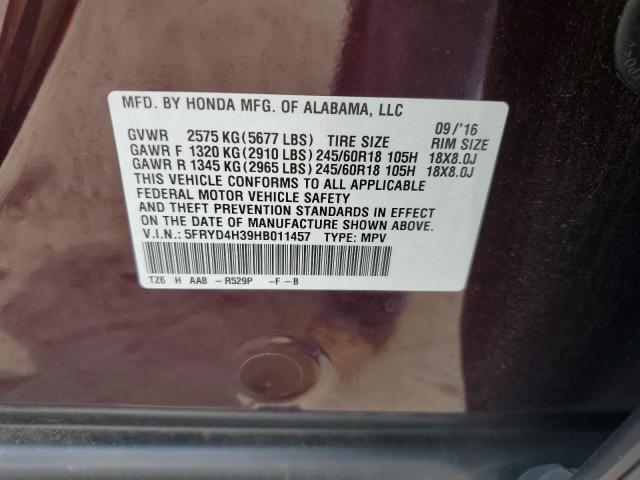 MFD. BY HONDA MFG. OF ALABAMA, LLC 09/'16
GVWR 2575 KG (5677 LBS) TIRE SIZE RIM SIZE
GAWR F 1320 KG (2910 LBS) 245/60R18 105H 18X8.0J
GAWR R 1345 KG (2965 LBS) 245/60R18 105H 18X8.0J
THIS VEHICLE CONFORMS TO ALL APPLICABLE
FEDERAL MOTOR VEHICLE SAFETY
AND THEFT PREVENTION STANDARDS IN EFFECT
ON THE DATE OF MANUFACTURE SHOWN ABOVE.
V.I.N.: 5FRYD4H39HB011457 TYPE: MPV
TZ6 H AA8 -R529P -F-B